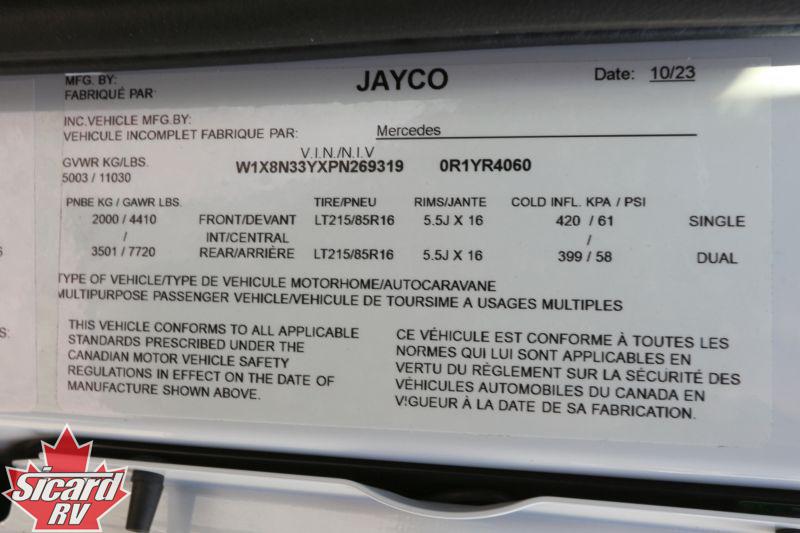 MFG. BY: JAYCO Date: 10/23
FABRIQUÉ PAR:
INC.VEHICLE MFG.BY:
VEHICULE INCOMPLET FABRIQUE PAR: Mercedes
V.I.N./N.I.V
GVWR KG/LBS. W1X8N33YXPN269319 0R1YR4060
5003 / 11030
PNBE KG / GAWR LBS. TIRE/PNEU RIMS/JANTE COLD INFL. KPA / PSI
2000 / 4410 FRONT/DEVANT LT215/85R16 5.5J X 16 420 / 61 SINGLE
/ INT/CENTRAL /
3501 / 7720 REAR/ARRIÈRE LT215/85R16 5.5J X 16 399 / 58 DUAL
TYPE OF VEHICLE/TYPE DE VEHICULE MOTORHOME/AUTOCARAVANE
MULTIPURPOSE PASSENGER VEHICLE/VEHICULE DE TOURSIME A USAGES MULTIPLES
THIS VEHICLE CONFORMS TO ALL APPLICABLE
STANDARDS PRESCRIBED UNDER THE
CANADIAN MOTOR VEHICLE SAFETY
REGULATIONS IN EFFECT ON THE DATE OF
MANUFACTURE SHOWN ABOVE.
CE VÉHICULE EST CONFORME À TOUTES LES
NORMES QUI LUI SONT APPLICABLES EN
VERTU DU RÈGLEMENT SUR LA SÉCURITÉ DES
VÉHICULES AUTOMOBILES DU CANADA EN
VIGUEUR À LA DATE DE SA FABRICATION.
Sicard
RV